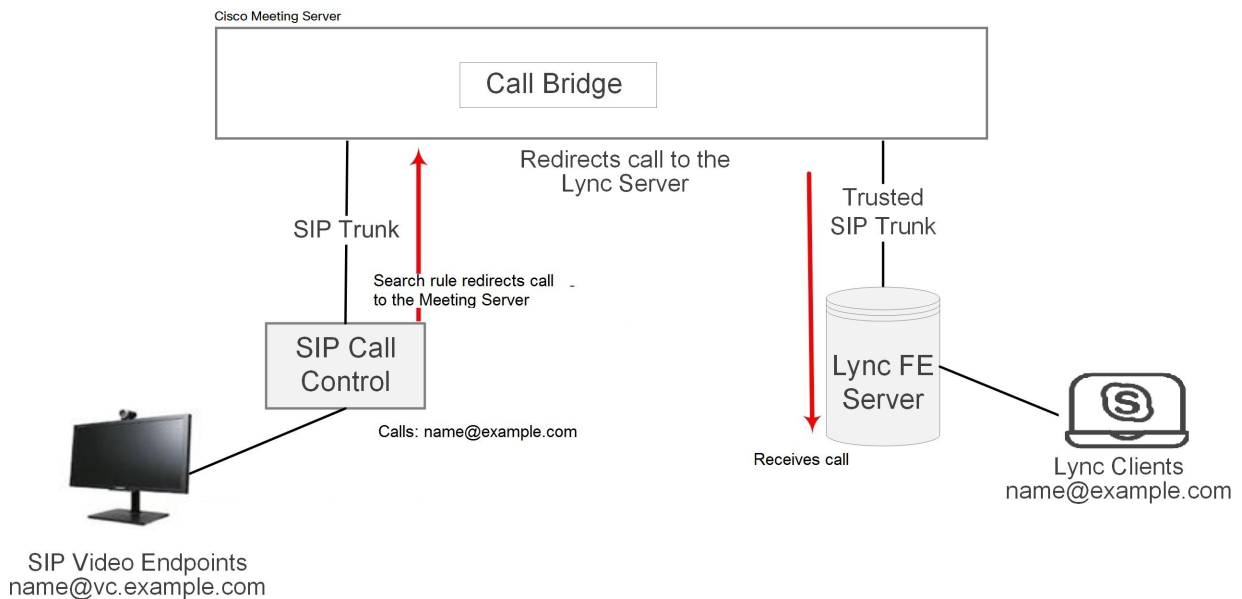 Cisco Meeting Server
Call Bridge
Redirects call to the
Lync Server
SIP Trunk
Trusted
SIP Trunk
Search rule redirects call
to the Meeting Server
SIP Call
Control
Lync FE
Server
Calls: name@example.com
Receives call
S
Lync Clients
name@example.com
SIP Video Endpoints
name@vc.example.com